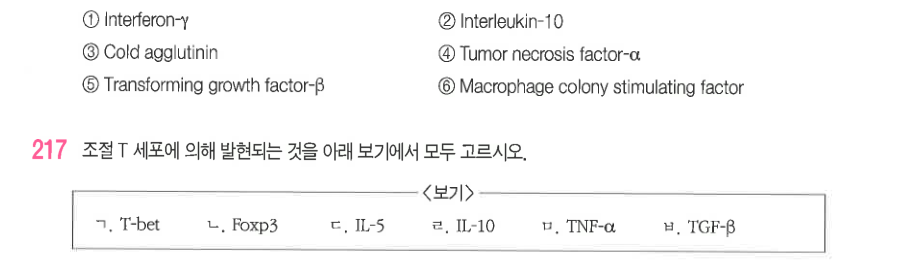 ① Interferon-γ ② Interleukin-10
③ Cold agglutinin ④ Tumor necrosis factor-α
⑤ Transforming growth factor-β ⑥ Macrophage colony stimulating factor
217 조절 T 세포에 의해 발현되는 것을 아래 보기에서 모두 고르시오.
<보기>
ㄱ. T-bet ㄴ. Foxp3 ㄷ. IL-5 ㄹ. IL-10 ㅁ. TNF-α ㅂ. TGF-β